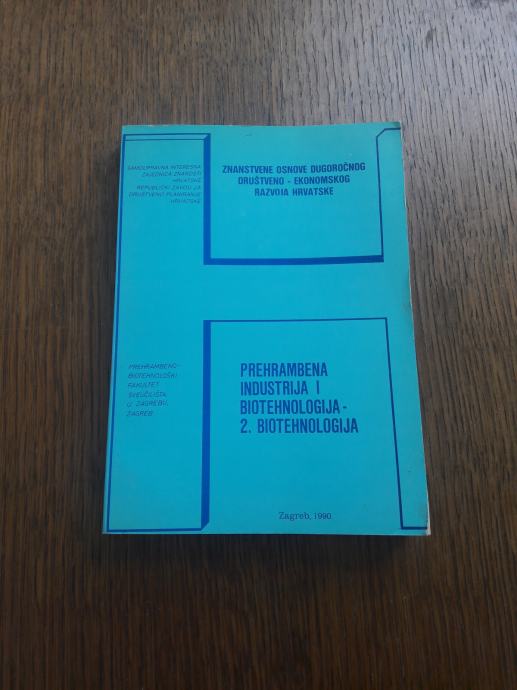 SAMOUPRAVNA INTERESNA
ZAJEDNICA ZNANOSTI
HRVATSKE
REPUBLIČKI ZAVOD ZA
DRUŠTVENO PLANIRANJE
HRVATSKE
ZNANSTVENE OSNOVE DUGOROČNOG
DRUŠTVENO - EKONOMSKOG
RAZVOJA HRVATSKE
PREHRAMBENO-
BIOTEHNOLOŠKI
FAKULTET
SVEUČILIŠTA
U ZAGREBU,
ZAGREB
PREHRAMBENA
INDUSTRIJA I
BIOTEHNOLOGIJA -
2. BIOTEHNOLOGIJA
Zagreb, 1990.